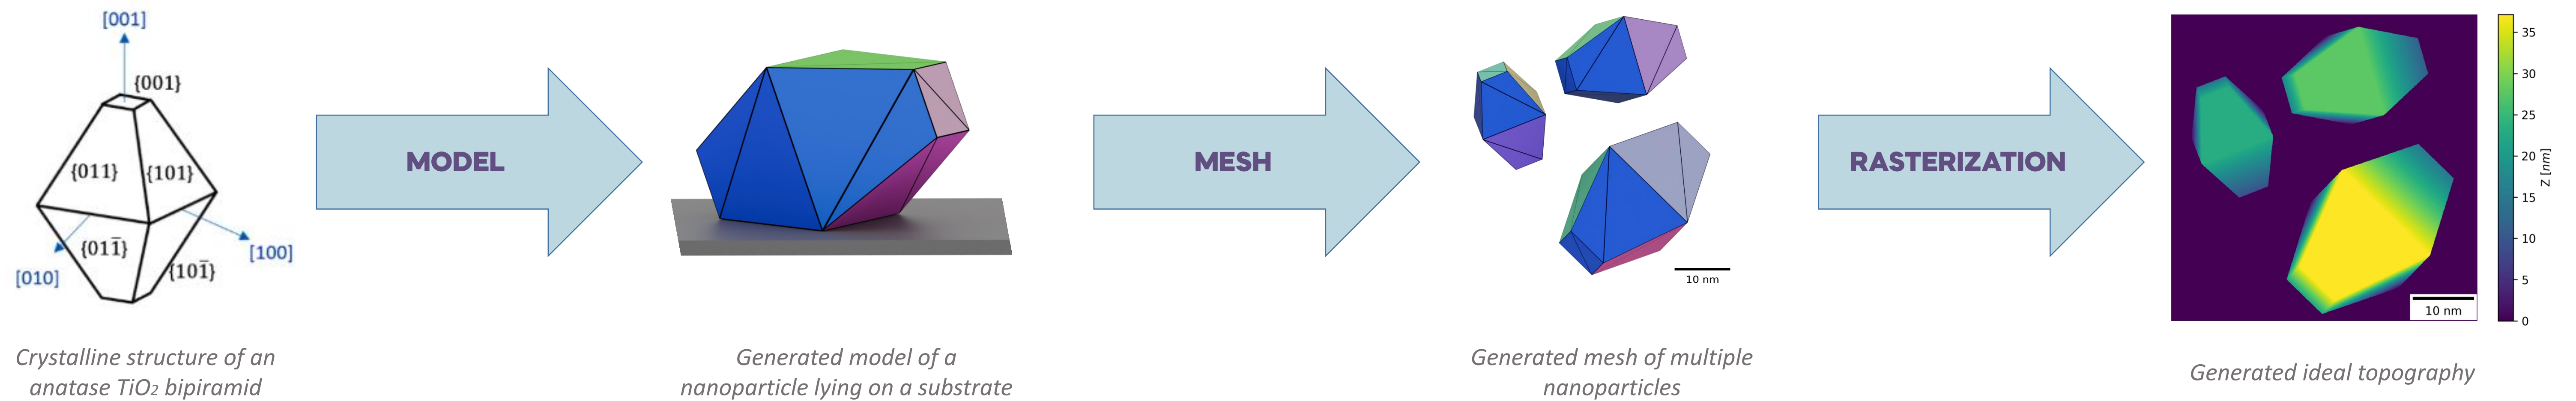 [001]
{001}
{011}
{101}
{011̅}
{101̅}
[010]
[100]
Crystalline structure of an
anatase TiO2 bipiramid
MODEL
Generated model of a
nanoparticle lying on a substrate
MESH
10 nm
Generated mesh of multiple
nanoparticles
RASTERIZATION
10 nm
35
30
25
20
15
10
5
0
Z [nm]
Generated ideal topography